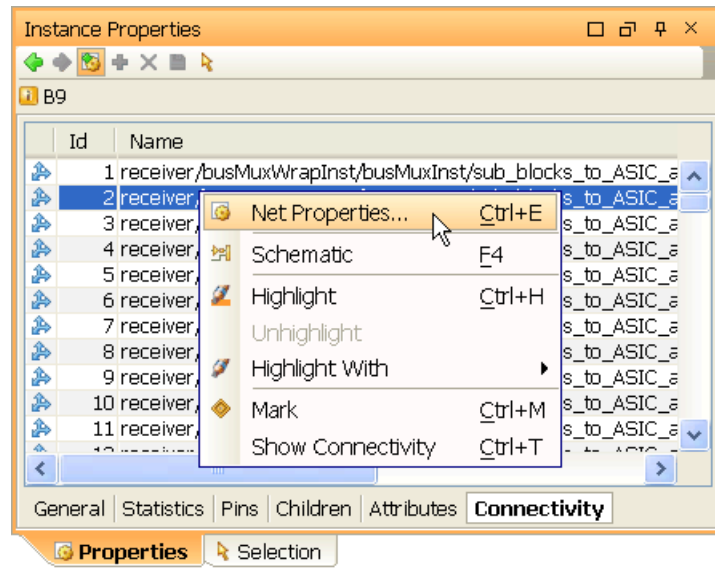 Instance Properties
B9
Id Name
1 receiver/busMuxWrapInst/busMuxInst/sub_blocks_to_ASIC_a
2 receiver/
Net Properties... Ctrl+E
s_to_ASIC_a
3 receiver/ s_to_ASIC_a
4 receiver/ Schematic F4 s_to_ASIC_a
5 receiver/ s_to_ASIC_a
6 receiver/ Highlight Ctrl+H s_to_ASIC_a
7 receiver/ Unhighlight s_to_ASIC_a
8 receiver/ s_to_ASIC_a
9 receiver/ Highlight With s_to_ASIC_a
10 receiver/ Mark Ctrl+M s_to_ASIC_a
11 receiver/ s_to_ASIC_a
Show Connectivity Ctrl+T
General Statistics Pins Children Attributes Connectivity
Properties Selection